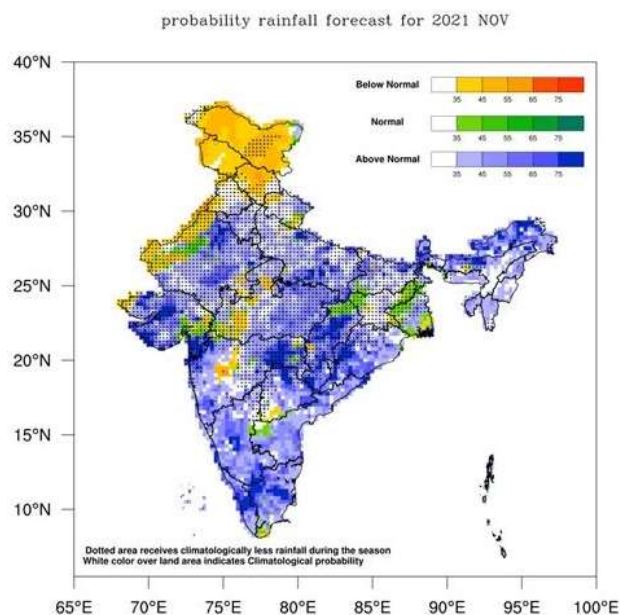 probability rainfall forecast for 2021 NOV
40°N
35°N
30°N
25°N
20°N
15°N
10°N
Below Normal
35 45 55 65 75
Normal
35 45 55 65 75
Above Normal
35 45 55 65 75
Dotted area receives climatologically less rainfall during the season
White color over land area indicates Climatological probability
65°E 70°E 75°E 80°E 85°E 90°E 95°E 100°E